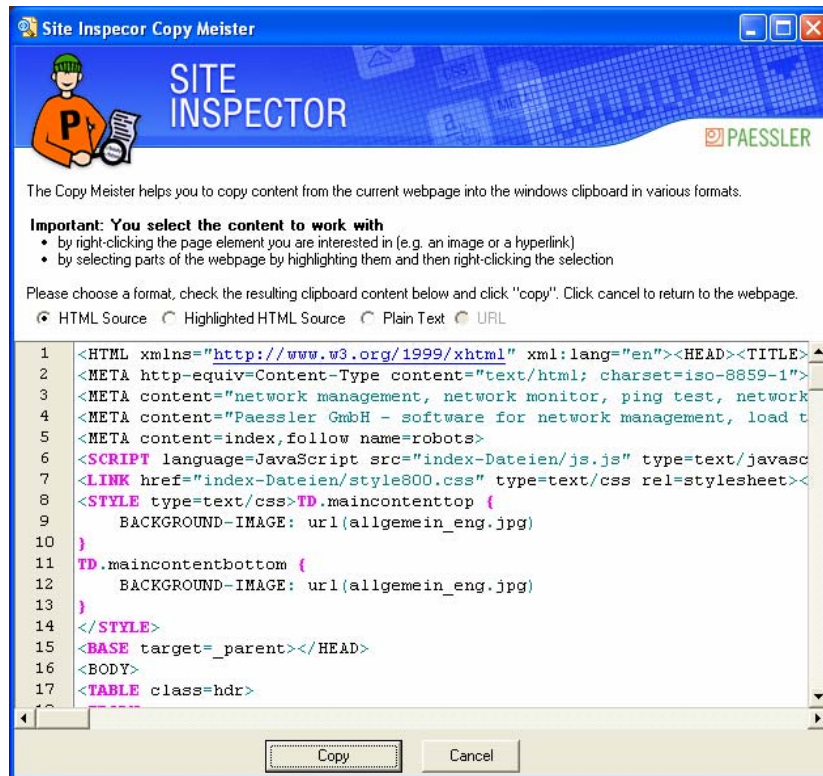 Site Inspecor Copy Meister
SITE
INSPECTOR
P
PAESSLER
The Copy Meister helps you to copy content from the current webpage into the windows clipboard in various formats.
Important: You select the content to work with
• by right-clicking the page element you are interested in (e.g. an image or a hyperlink)
• by selecting parts of the webpage by highlighting them and then right-clicking the selection
Please choose a format, check the resulting clipboard content below and click "copy". Click cancel to return to the webpage.
HTML Source Highlighted HTML Source Plain Text URL
1 <HTML xmlns="http://www.w3.org/1999/xhtml" xml:lang="en"><HEAD><TITLE>
2 <META http-equiv=Content-Type content="text/html; charset=iso-8859-1">
3 <META content="network management, network monitor, ping test, network
4 <META content="Paessler GmbH - software for network management, load t
5 <META content=index,follow name=robots>
6 <SCRIPT language=JavaScript src="index-Dateien/js.js" type=text/javasc
7 <LINK href="index-Dateien/style800.css" type=text/css rel=stylesheet><
8 <STYLE type=text/css>TD.maincontenttop {
9 BACKGROUND-IMAGE: url(allgemein_eng.jpg)
10 }
11 TD.maincontentbottom {
12 BACKGROUND-IMAGE: url(allgemein_eng.jpg)
13 }
14 </STYLE>
15 <BASE target=_parent></HEAD>
16 <BODY>
17 <TABLE class=hdr>
Copy Cancel